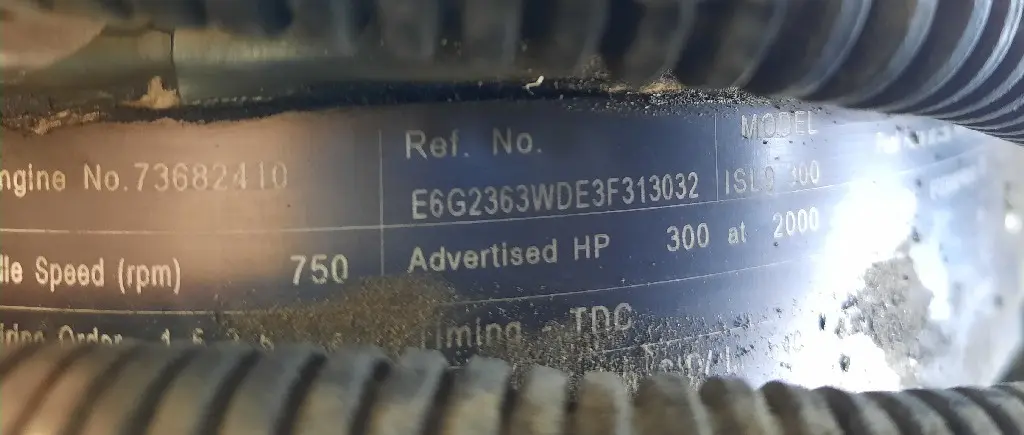 ngine No.73682410
Ref. No.
E6G2363WDE3F313032
MODEL
ISL9 300
le Speed (rpm) 750
Advertised HP 300 at 2000
Timing - TDC